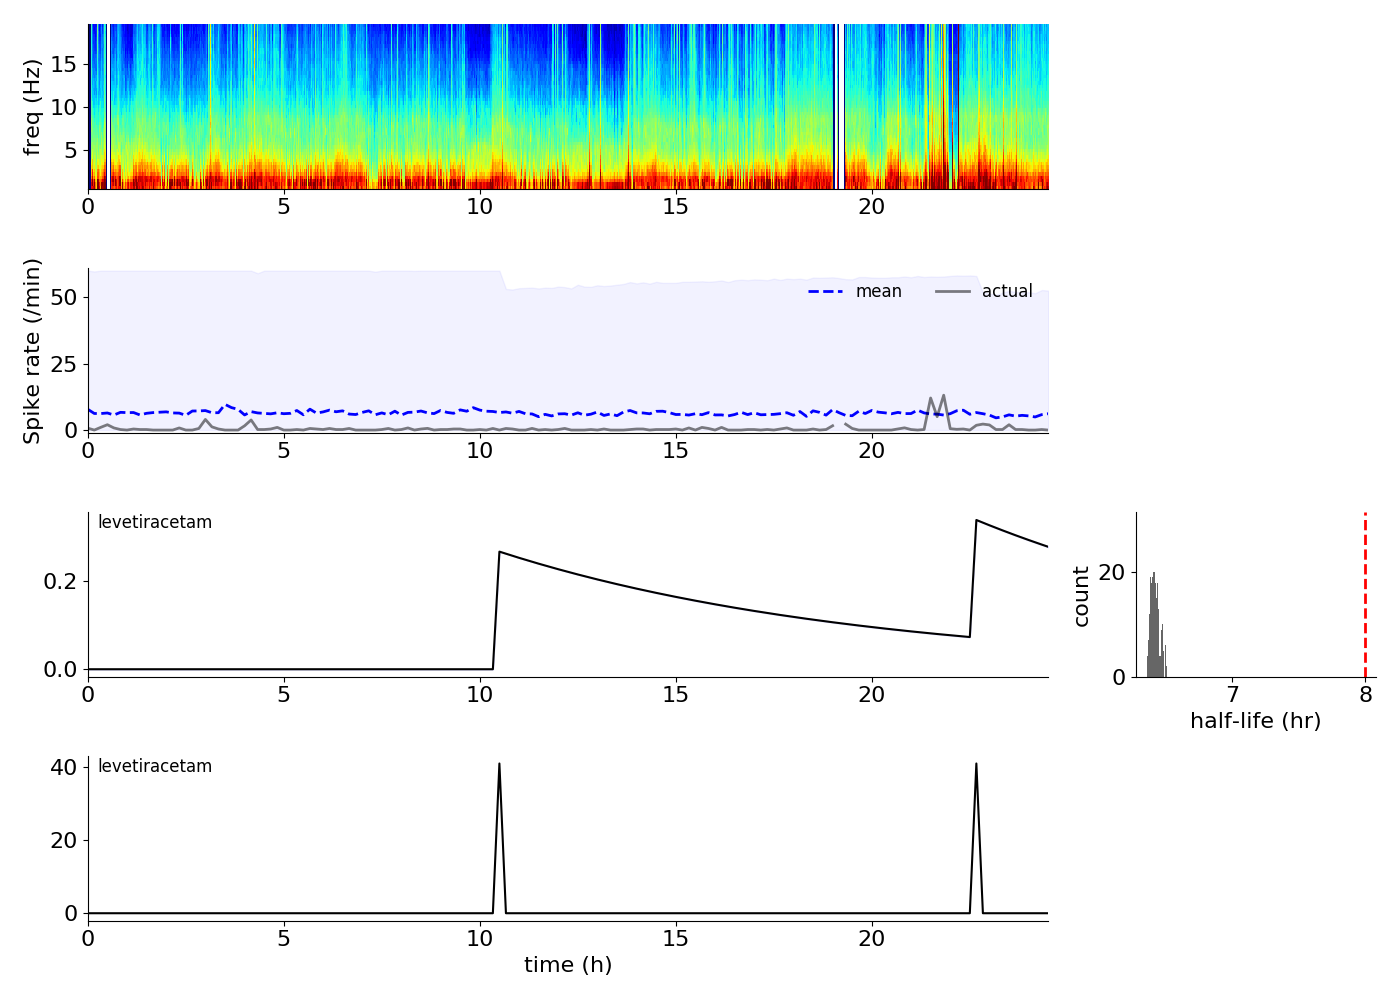 freq (Hz)
15
10
5
0 5 10 15 20
Spike rate (/min)
50
25
0
mean actual
0 5 10 15 20
levetiracetam
0.2
0.0
0 5 10 15 20
count
20
0
7 8
half-life (hr)
levetiracetam
40
20
0
0 5 10 15 20
time (h)